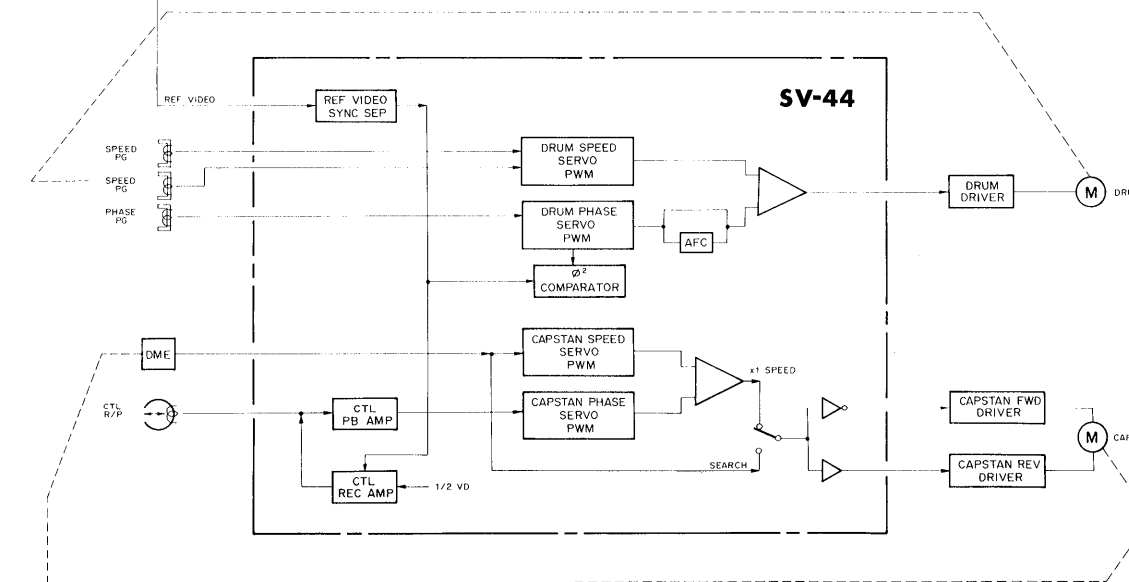 SV-44
REF VIDEO
REF VIDEO
SYNC SEP
SPEED
PG
SPEED
PG
PHASE
PG
DRUM SPEED
SERVO
PWM
DRUM PHASE
SERVO
PWM
AFC
Ø²
COMPARATOR
DRUM
DRIVER
M
DME
CTL
R/P
CAPSTAN SPEED
SERVO
PWM
x1 SPEED
CTL
PB AMP
CAPSTAN PHASE
SERVO
PWM
SEARCH
CTL
REC AMP
1/2 VD
CAPSTAN FWD
DRIVER
M
CAPSTAN REV
DRIVER